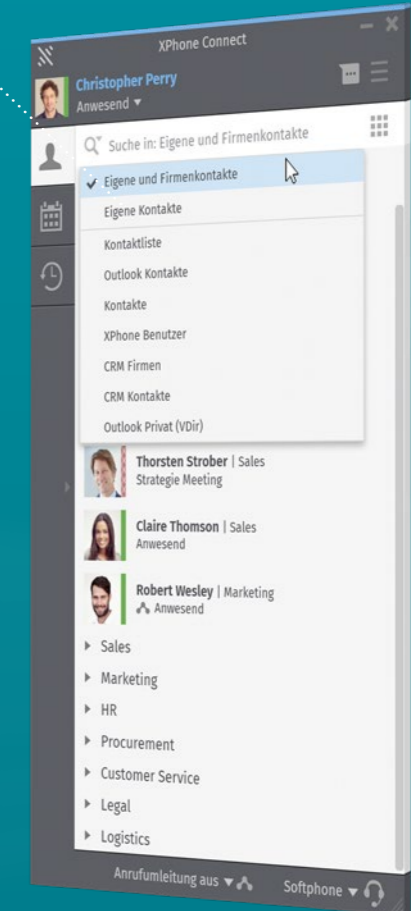 XPhone Connect
Christopher Perry
Anwesend
Suche in: Eigene und Firmenkontakte
Eigene und Firmenkontakte
Eigene Kontakte
Kontaktliste
Outlook Kontakte
Kontakte
XPhone Benutzer
CRM Firmen
CRM Kontakte
Outlook Privat (VDir)
Thorsten Strober | Sales
Strategie Meeting
Claire Thomson | Sales
Anwesend
Robert Wesley | Marketing
Anwesend
Sales
Marketing
HR
Procurement
Customer Service
Legal
Logistics
Anrufumleitung aus Softphone